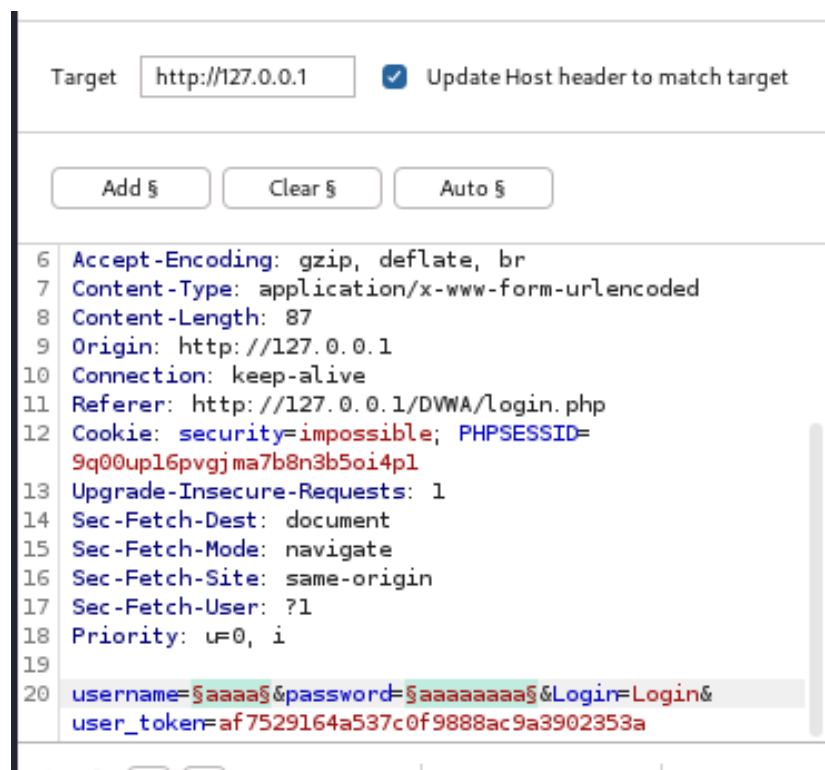 Target http://127.0.0.1 Update Host header to match target
Add § Clear § Auto §
6 Accept-Encoding: gzip, deflate, br
7 Content-Type: application/x-www-form-urlencoded
8 Content-Length: 87
9 Origin: http://127.0.0.1
10 Connection: keep-alive
11 Referer: http://127.0.0.1/DVWA/login.php
12 Cookie: security=impossible; PHPSESSID=
9q00up16pvgjma7b8n3b5oi4p1
13 Upgrade-Insecure-Requests: 1
14 Sec-Fetch-Dest: document
15 Sec-Fetch-Mode: navigate
16 Sec-Fetch-Site: same-origin
17 Sec-Fetch-User: ?1
18 Priority: u=0, i
19
20 username=§aaaa§&password=§aaaaaaaa§&Login=Login&
user_token=af7529164a537c0f9888ac9a3902353a